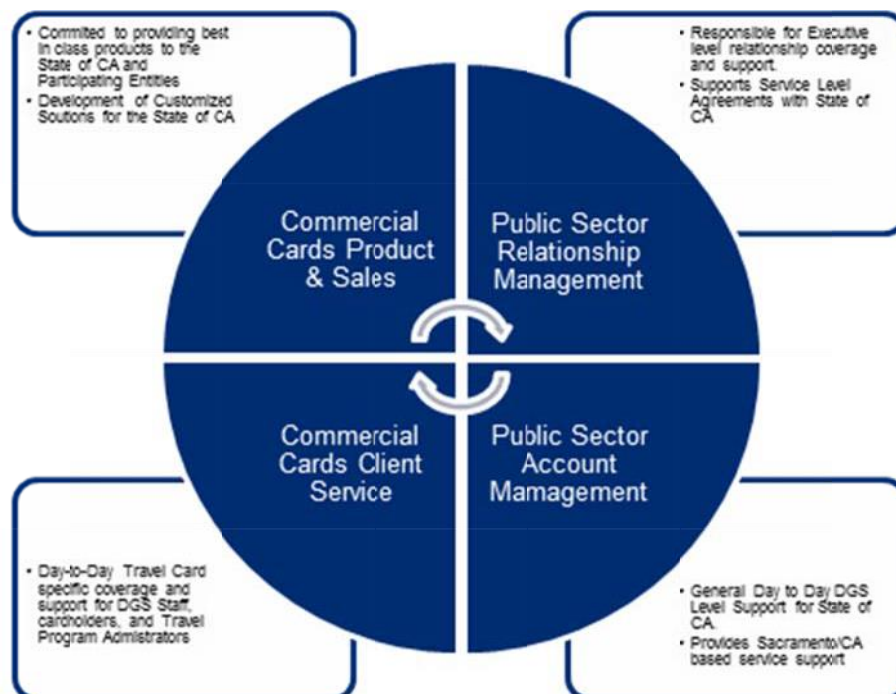 • Commited to providing best
in class products to the
State of CA and
Participating Entities
• Development of Customized
Soutions for the State of CA
• Responsible for Executive
level relationship coverage
and support.
• Supports Service Level
Agreements with State of
CA
Commercial
Cards Product
& Sales
Public Sector
Relationship
Management
Commercial
Cards Client
Service
Public Sector
Account
Mamagement
• Day-to-Day Travel Card
specific coverage and
support for DGS Staff,
cardholders, and Travel
Program Admistrators
• General Day to Day DGS
Level Support for State of
CA.
• Provides Sacramento/CA
based service support